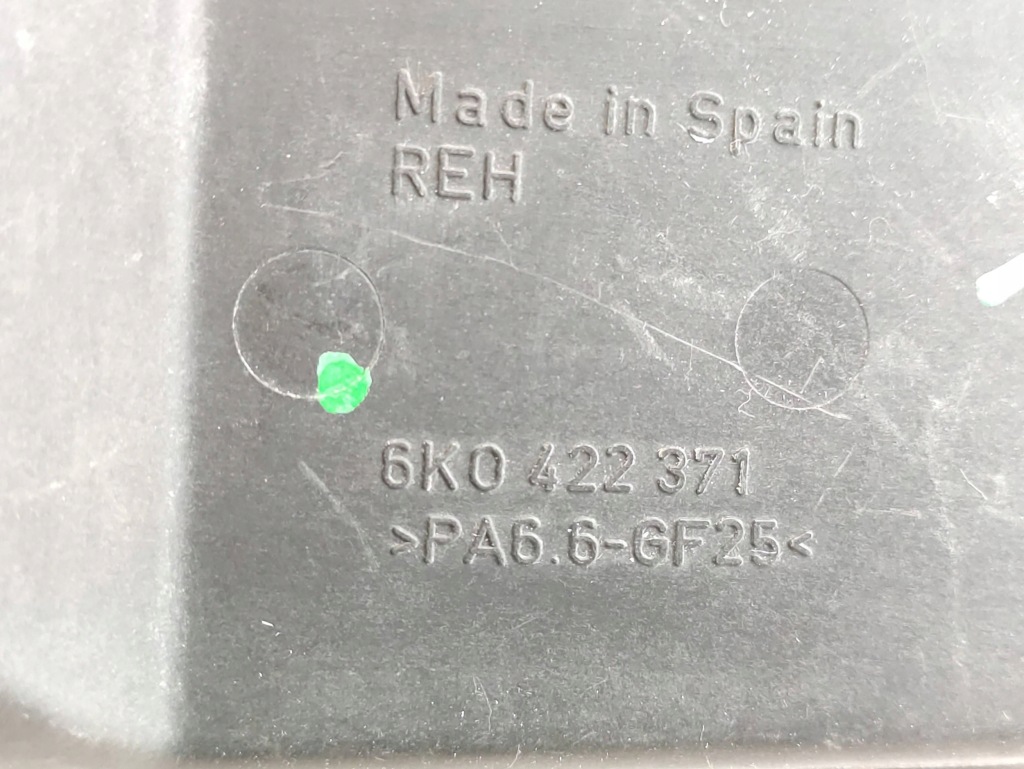 Made in Spain
REH
6K0 422 371
>PA6.6-GF25<